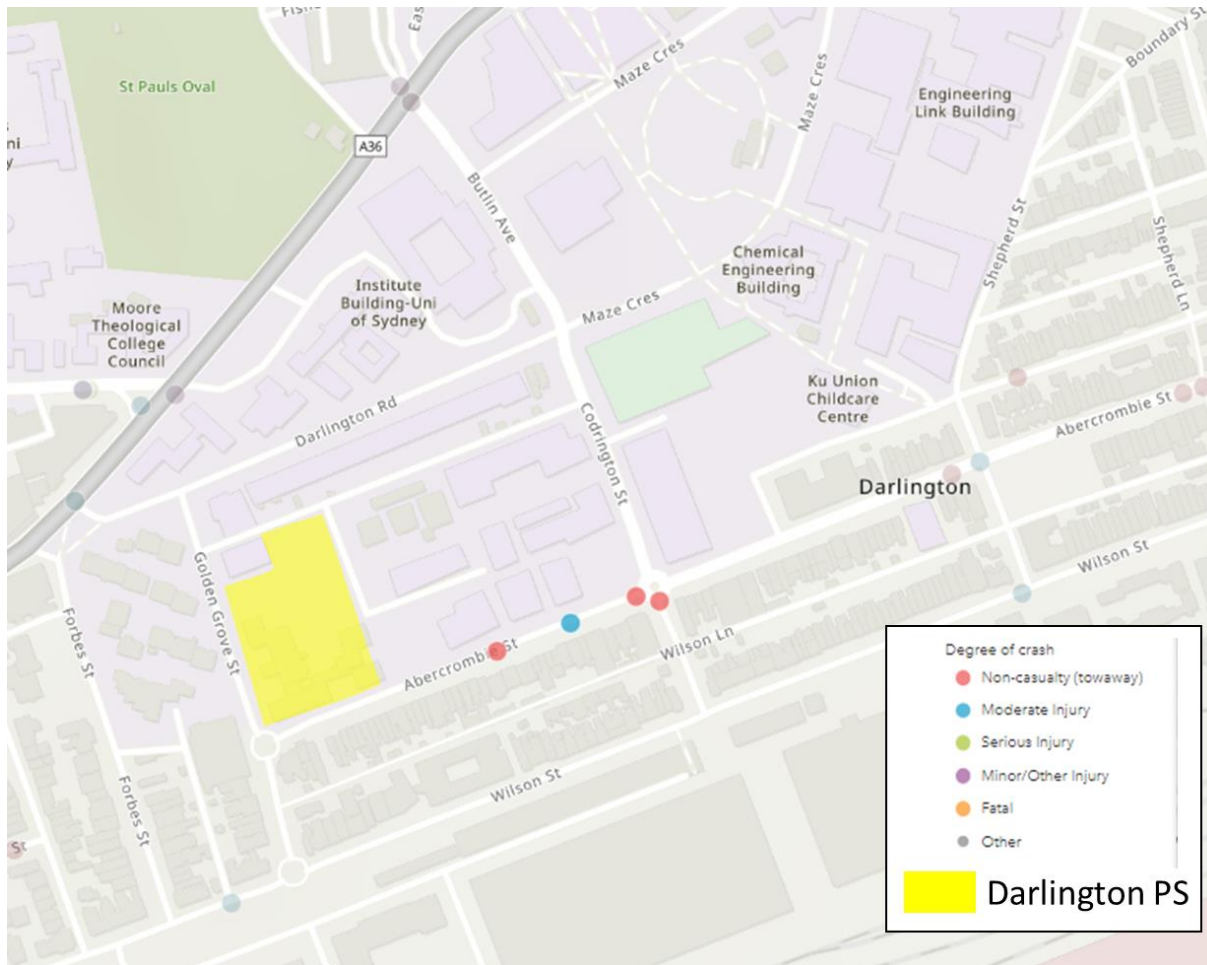 Fishe
Eas
Maze Cres
Boundary St
St Pauls Oval
Engineering
Link Building
Maze Cres
A36
ni
y
Butlin Ave
Shepherd St
Shepherd Ln
Chemical
Engineering
Building
Institute
Building-Uni
of Sydney
Maze Cres
Moore
Theological
College
Council
Ku Union
Childcare
Centre
Darlington Rd
Codrington St
Abercrombie St
Darlington
Golden Grove St
Forbes St
Wilson St
Wilson Ln
Abercrombie St
Wilson St
Forbes St
St
Degree of crash
Non-casualty (towaway)
Moderate Injury
Serious Injury
Minor/Other Injury
Fatal
Other
Darlington PS